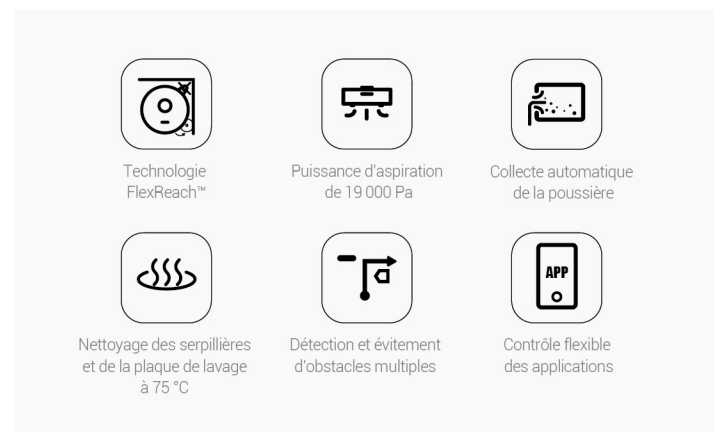 Technologie
FlexReach™
Puissance d'aspiration
de 19 000 Pa
Collecte automatique
de la poussière
Nettoyage des serpillières
et de la plaque de lavage
à 75 °C
Détection et évitement
d'obstacles multiples
APP
Contrôle flexible
des applications